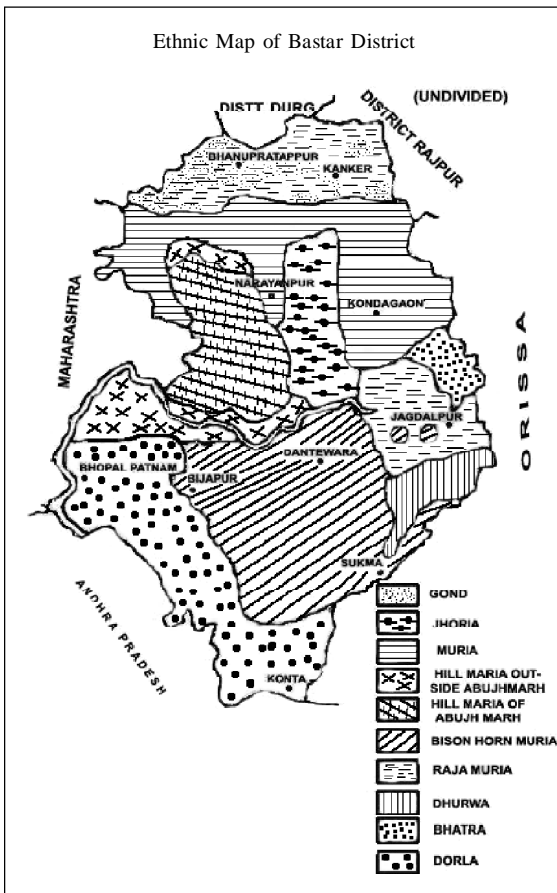 Ethnic Map of Bastar District
(UNDIVIDED)
DISTT DURG
DISTRICT RAJPUR
BHANUPRATAPPUR
KANKER
MAHARASHTRA
NARAYANPUR
KONDAGAON
ORISSA
JAGDALPUR
DANTEWARA
BHOPAL PATNAM
BIJAPUR
SUKMA
ANDHRA PRADESH
KONTA
GOND
JHORIA
MURIA
HILL MARIA OUT-
SIDE ABUJHMARH
HILL MARIA OF
ABUJH MARH
BISON HORN MURIA
RAJA MURIA
DHURWA
BHATRA
DORLA